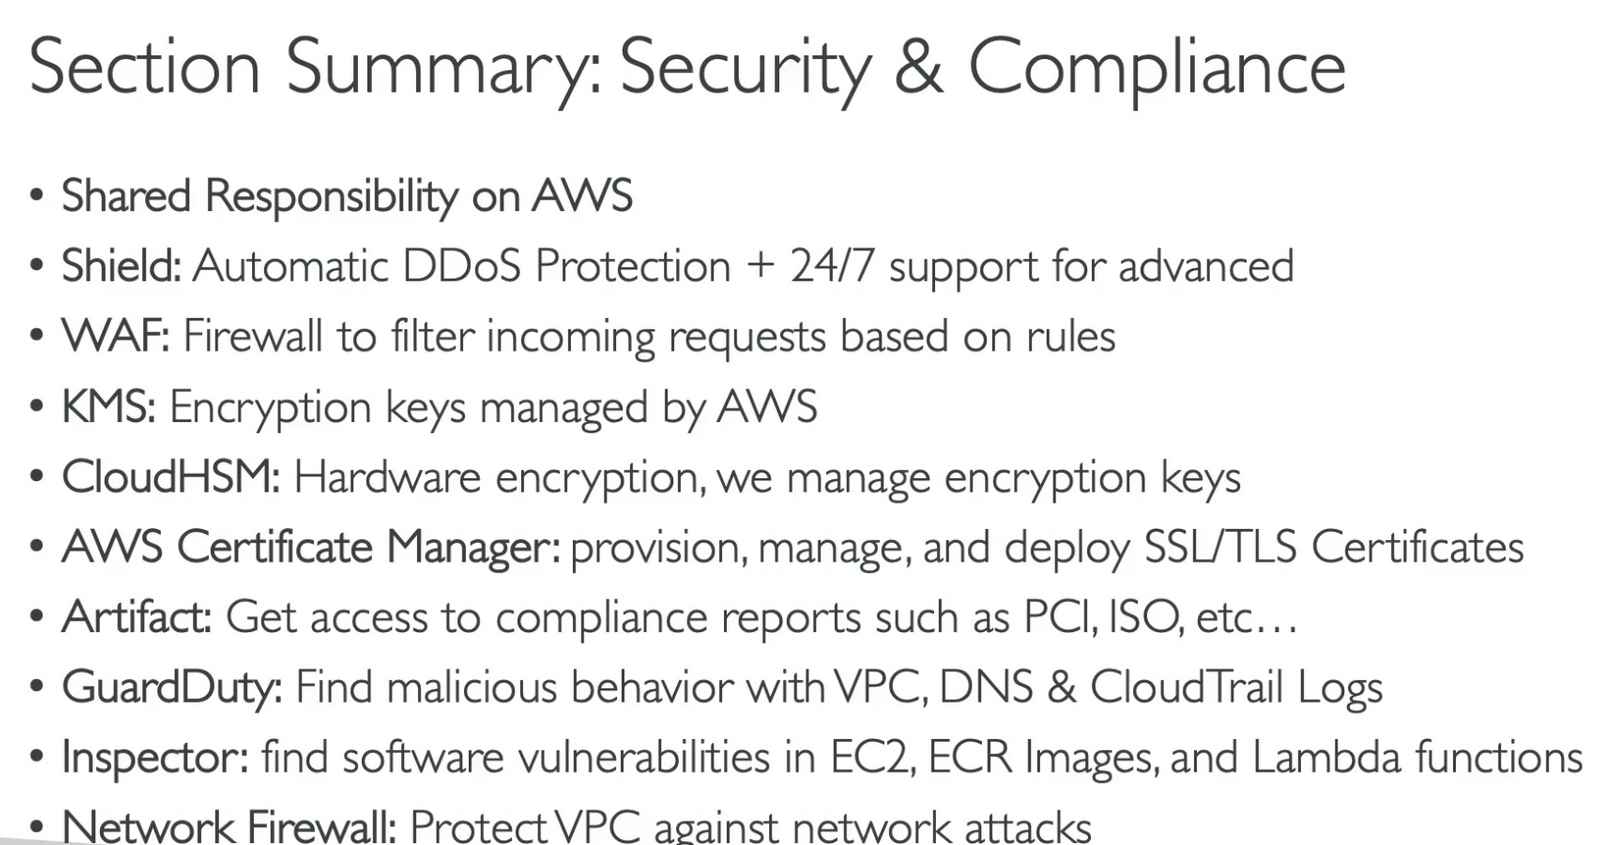 Section Summary: Security & Compliance
• Shared Responsibility on AWS
• Shield: Automatic DDoS Protection + 24/7 support for advanced
• WAF: Firewall to filter incoming requests based on rules
• KMS: Encryption keys managed by AWS
• CloudHSM: Hardware encryption, we manage encryption keys
• AWS Certificate Manager: provision, manage, and deploy SSL/TLS Certificates
• Artifact: Get access to compliance reports such as PCI, ISO, etc…
• GuardDuty: Find malicious behavior with VPC, DNS & CloudTrail Logs
• Inspector: find software vulnerabilities in EC2, ECR Images, and Lambda functions
• Network Firewall: Protect VPC against network attacks